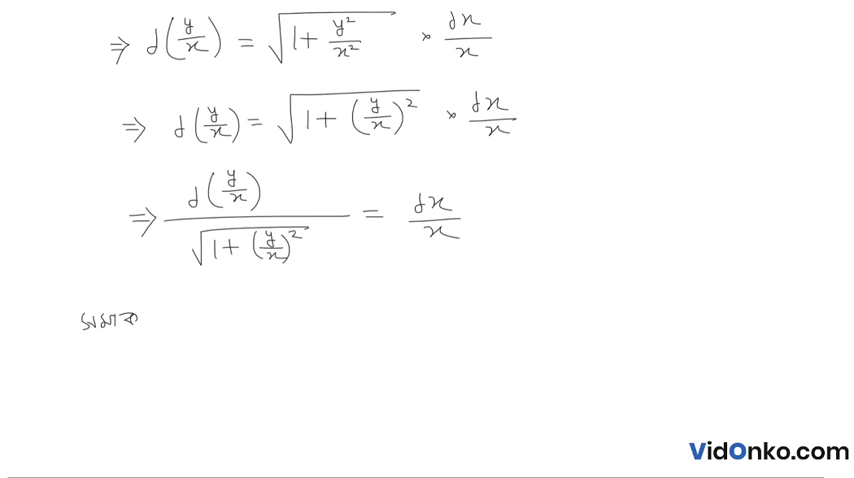 ⇒ d(y/x) = √(1 + y²/x²) × dx/x
⇒ d(y/x) = √(1 + (y/x)²) × dx/x
⇒ d(y/x) / √(1 + (y/x)²) = dx/x
সমাক
VidOnko.com